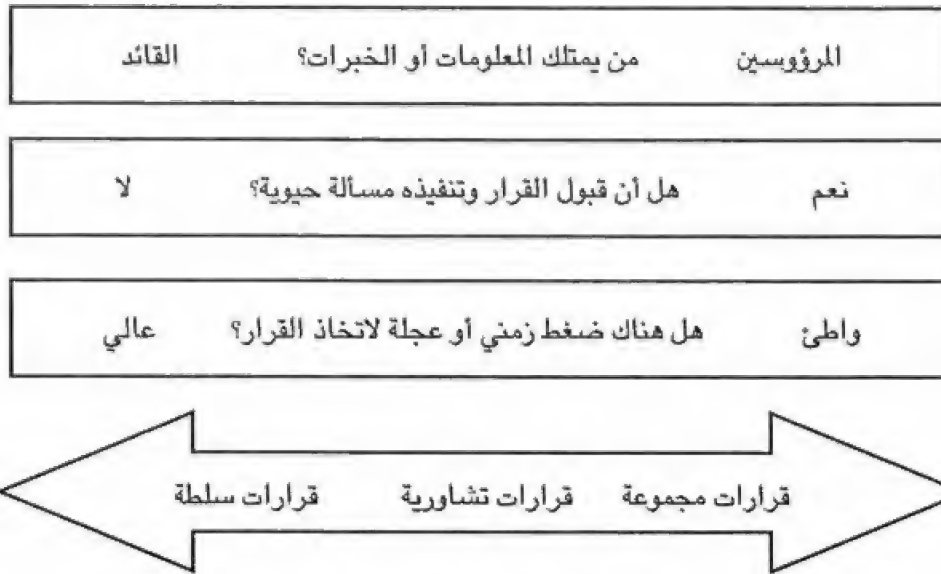 المرؤوسين من يمتلك المعلومات أو الخبرات؟ القائد
نعم هل أن قبول القرار وتنفيذه مسألة حيوية؟ لا
واطئ هل هناك ضغط زمني أو عجلة لاتخاذ القرار؟ عالي
قرارات مجموعة قرارات تشاورية قرارات سلطة